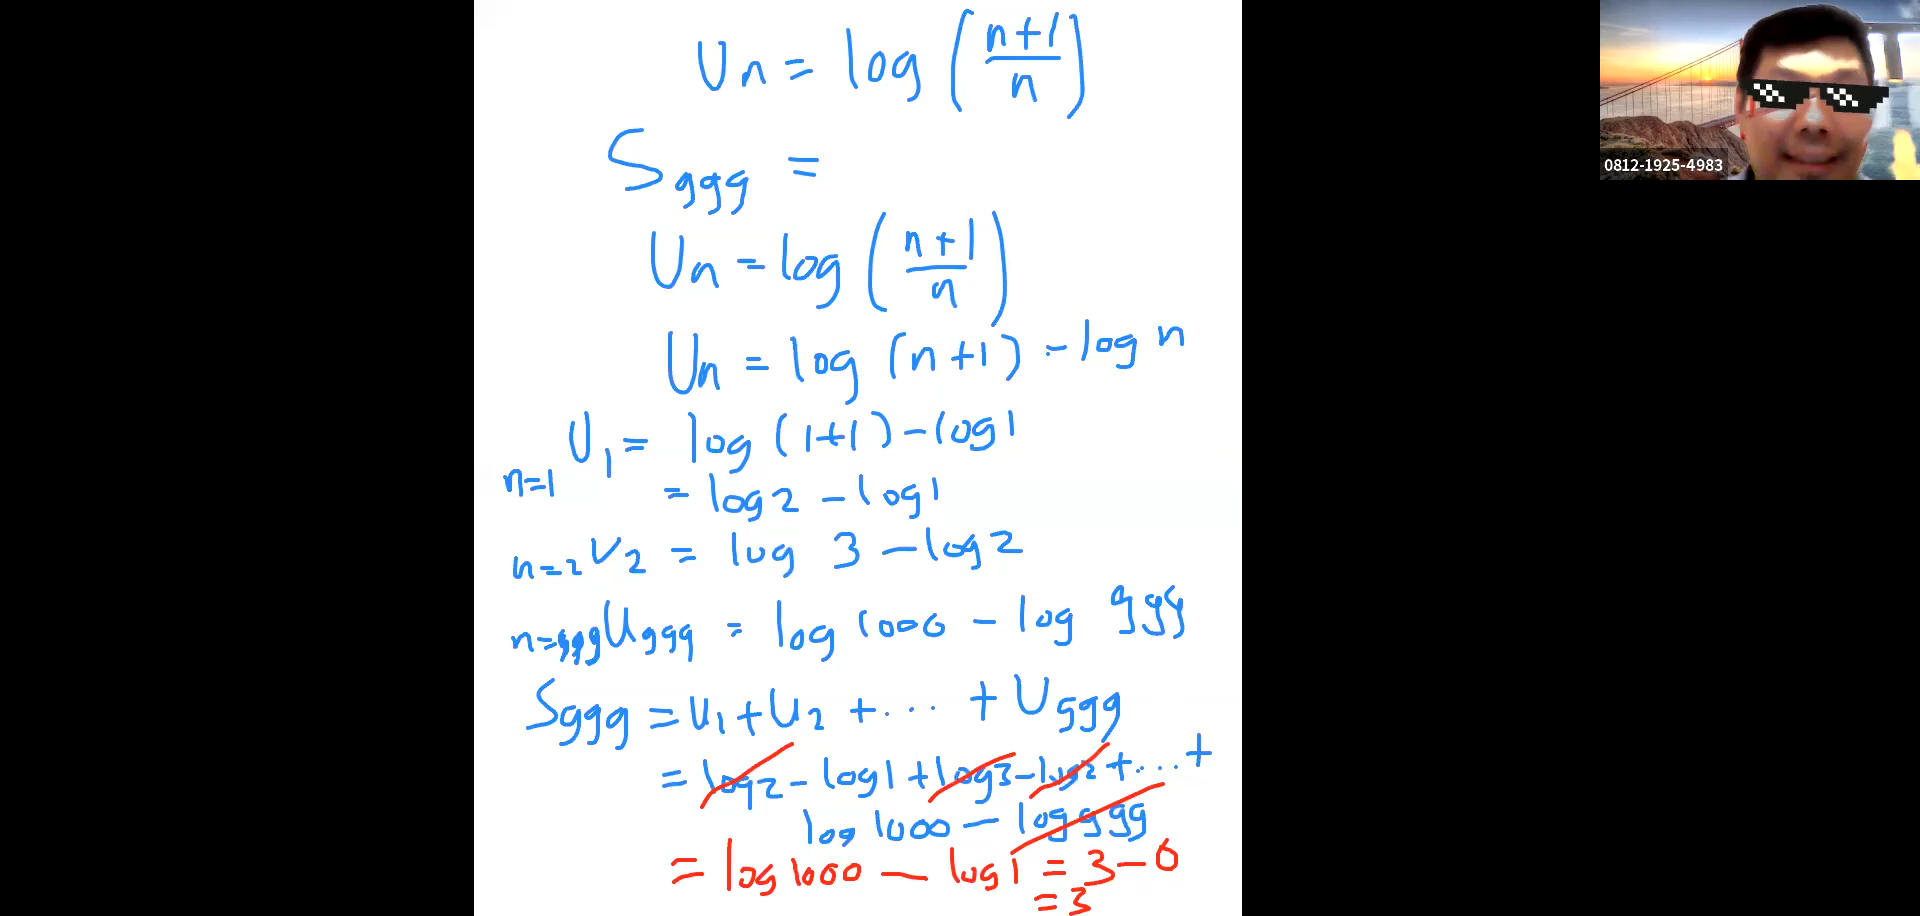 Un = log (n+1/n)
S999 =
Un = log (n+1/n)
Un = log (n+1) - log n
U1 = log (1+1) - log 1
n=1
= log 2 - log 1
n=2 U2 = log 3 - log 2
n=999 U999 = log 1000 - log 999
S999 = U1 + U2 + ... + U999
= log 2 - log 1 + log 3 - log 2 + ... +
log 1000 - log 999
= log 1000 - log 1 = 3 - 0
= 3
0812-1925-4983